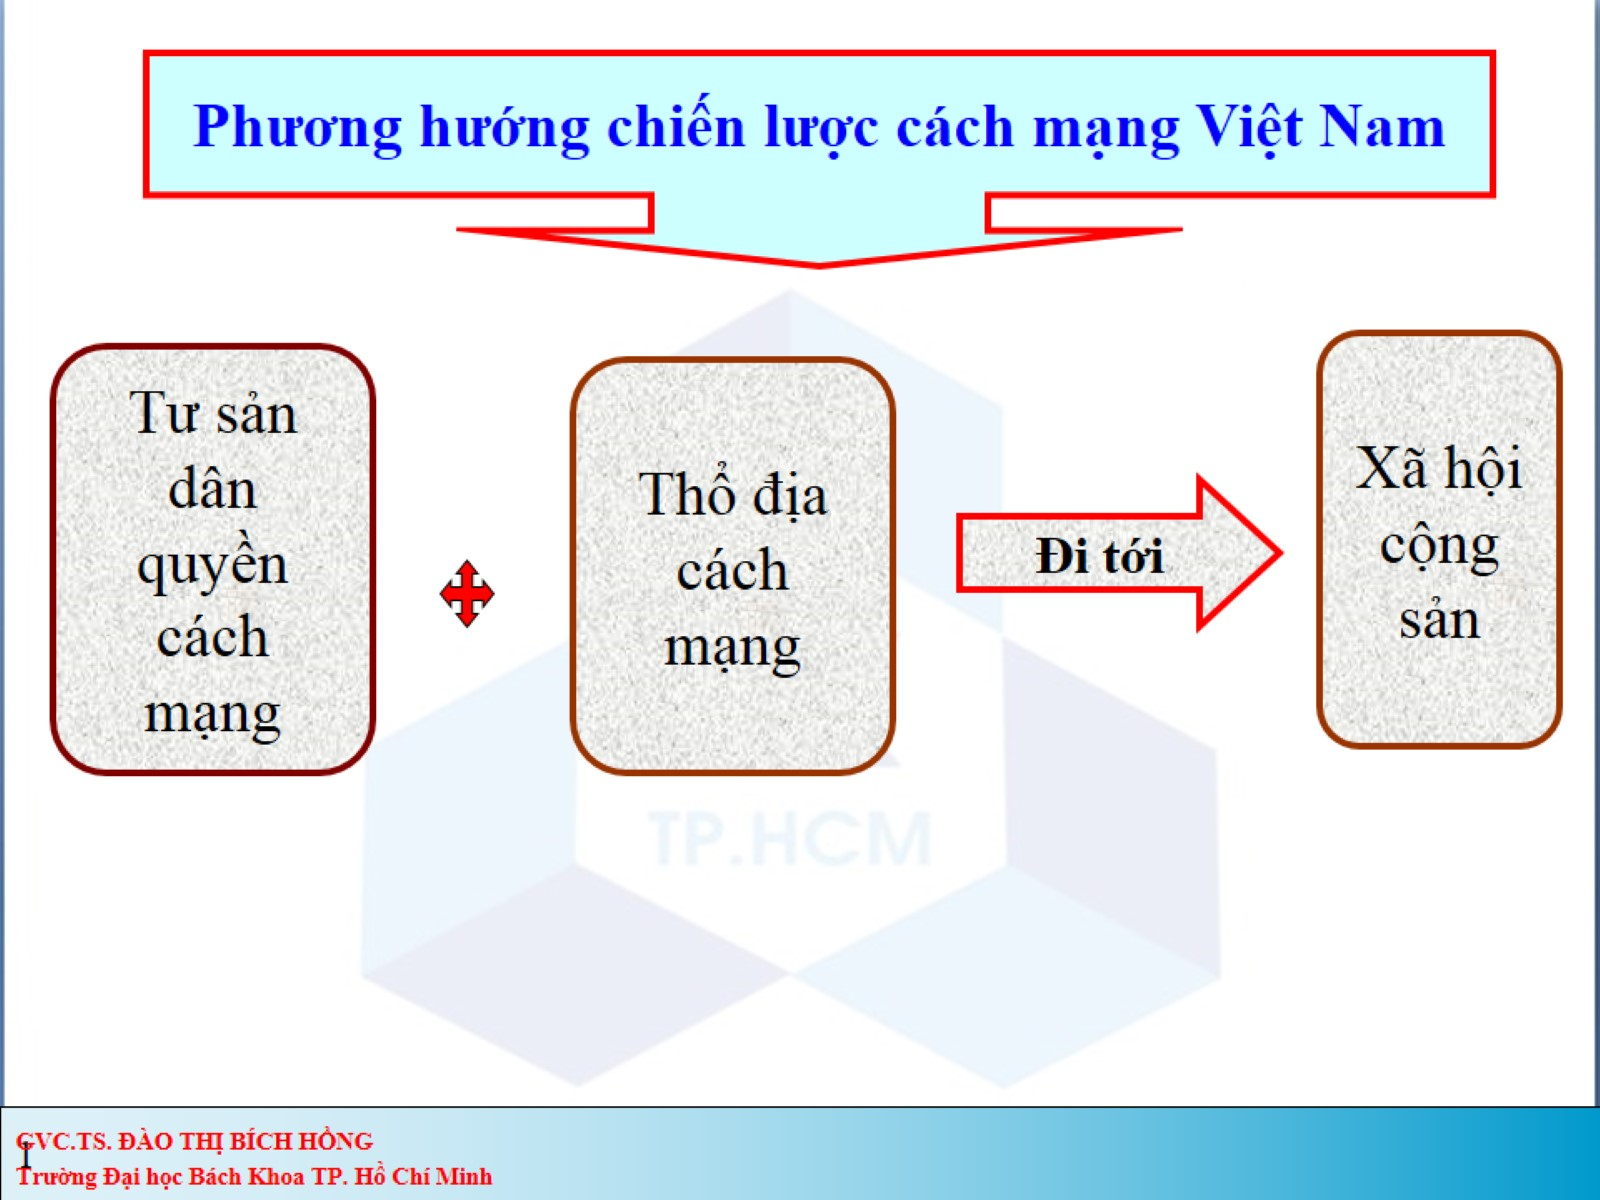 Phương hướng chiến lược cách mạng Việt Nam
Tư sản
dân
quyền
cách
mạng
Thổ địa
cách
mạng
Đi tới
Xã hội
cộng
sản
TP.HCM
GVC.TS. ĐÀO THỊ BÍCH HỒNG
1
Trường Đại học Bách Khoa TP. Hồ Chí Minh